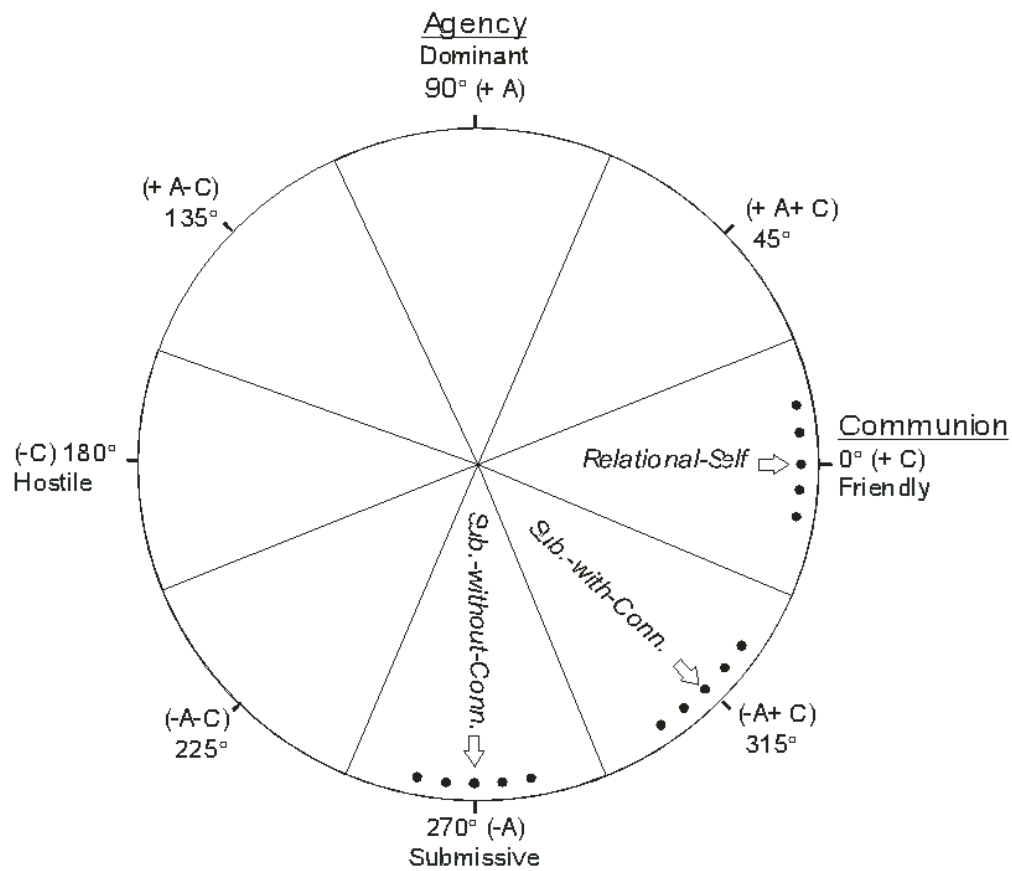 Agency
Dominant
90° (+ A)
(+ A-C)
135°
(+ A+ C)
45°
Communion
0° (+ C)
Friendly
Relational-Self
(-C) 180°
Hostile
Sub.-without-Conn.
Sub.-with-Conn.
(-A-C)
225°
(-A+ C)
315°
270° (-A)
Submissive